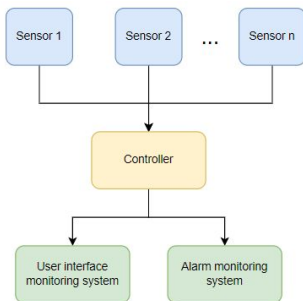 Sensor 1
Sensor 2
...
Sensor n
Controller
User interface
monitoring system
Alarm monitoring
system